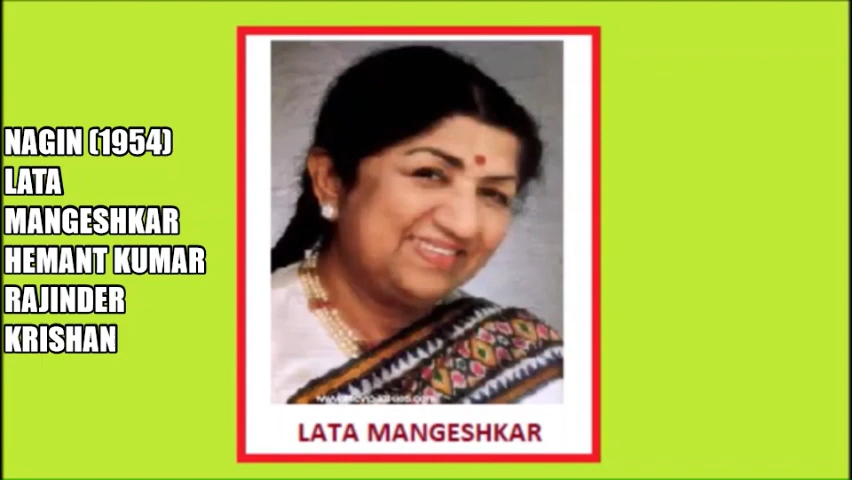 NAGIN (1954)
LATA
MANGESHKAR
HEMANT KUMAR
RAJINDER
KRISHAN
LATA MANGESHKAR